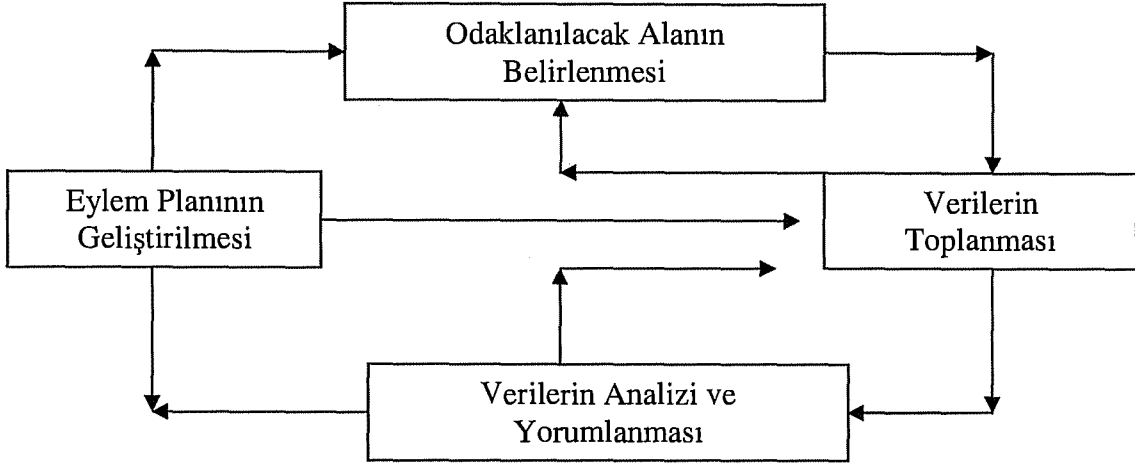 Odaklanılacak Alanın
Belirlenmesi
Eylem Planının
Geliştirilmesi
Verilerin
Toplanması
Verilerin Analizi ve
Yorumlanması